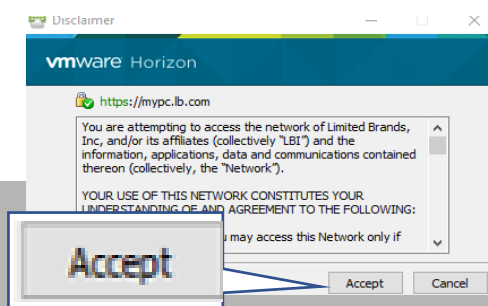 Disclaimer
vmware Horizon
https://mypc.lb.com
You are attempting to access the network of Limited Brands,
Inc, and/or its affiliates (collectively "LBI") and the
information, applications, data and communications contained
thereon (collectively, the "Network").
YOUR USE OF THIS NETWORK CONSTITUTES YOUR
UNDERSTANDING OF AND AGREEMENT TO THE FOLLOWING:
may access this Network only if
Accept
Accept Cancel